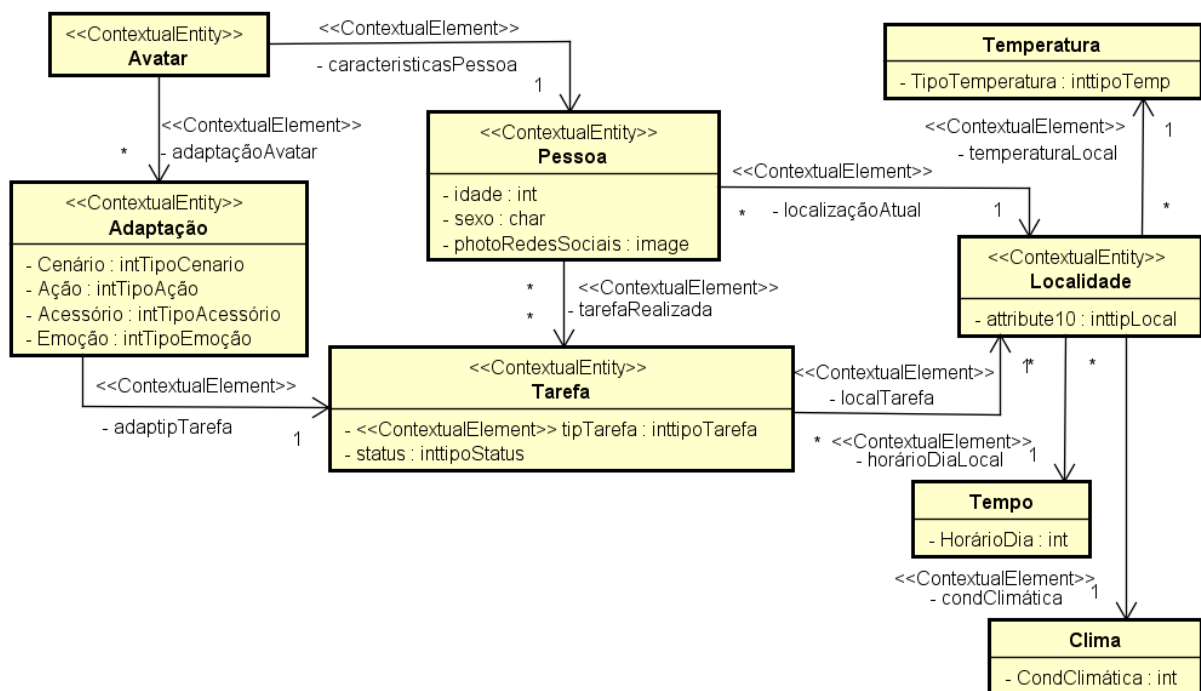 <<ContextualEntity>>
Avatar
<<ContextualElement>>
- caracteristicasPessoa
1
<<ContextualElement>>
- adaptaçãoAvatar
*
<<ContextualEntity>>
Adaptação
- Cenário : intTipoCenario
- Ação : intTipoAção
- Acessório : intTipoAcessório
- Emoção : intTipoEmoção
<<ContextualElement>>
- adaptipTarefa
1
<<ContextualEntity>>
Pessoa
- idade : int
- sexo : char
- photoRedesSociais : image
<<ContextualElement>>
- localizaçãoAtual
*
1
*
*
<<ContextualElement>>
- tarefaRealizada
<<ContextualEntity>>
Tarefa
- <<ContextualElement>> tipTarefa : inttipoTarefa
- status : inttipoStatus
Temperatura
- TipoTemperatura : inttipoTemp
<<ContextualElement>>
- temperaturaLocal
1
*
<<ContextualEntity>>
Localidade
- attribute10 : inttipLocal
<<ContextualElement>>
- localTarefa
1
*
*
*
<<ContextualElement>>
- horárioDiaLocal
1
Tempo
- HorárioDia : int
<<ContextualElement>>
- condClimática
1
Clima
- CondClimática : int